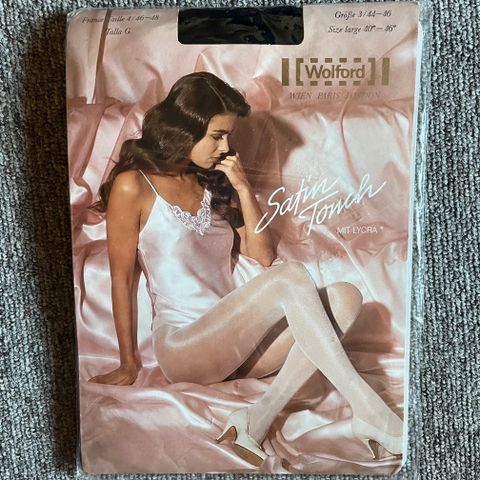 France Taille 4/46-48
Talla G.
Größe 3/44-46
Size large 40"-46"
Wolford
WIEN PARIS LONDON
Satin
Touch
MIT LYCRA®